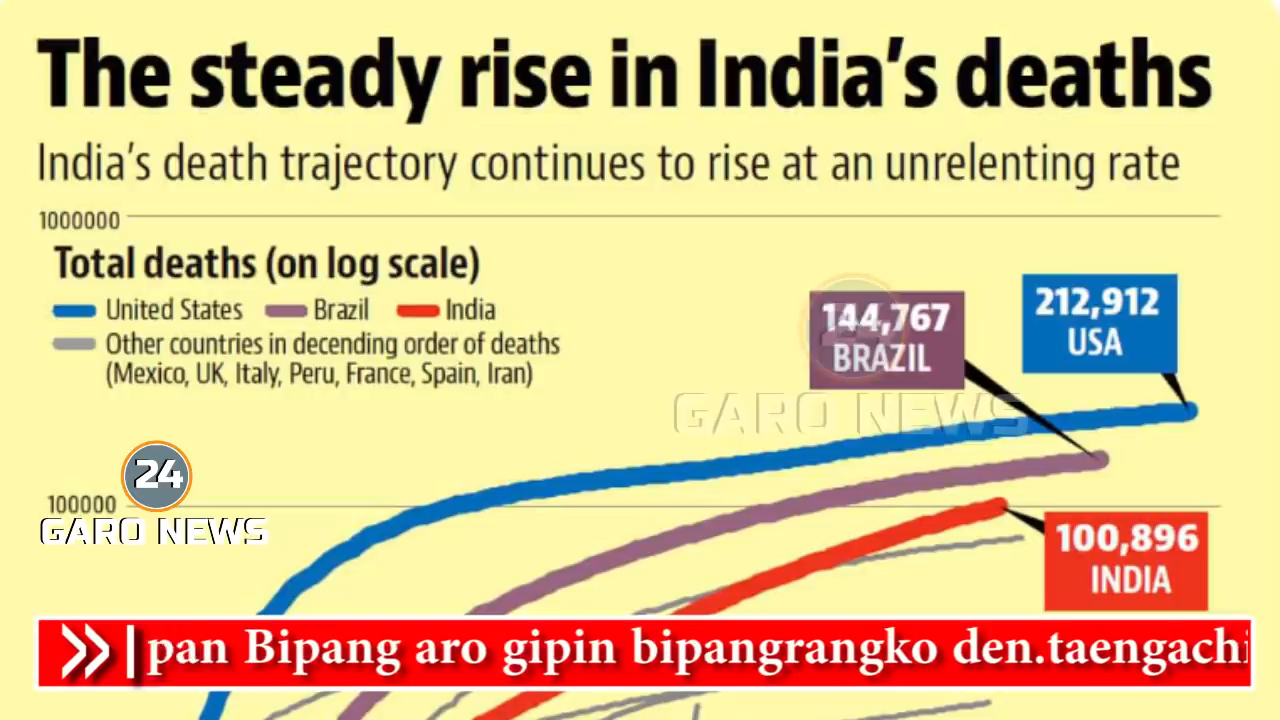 The steady rise in India's deaths
India's death trajectory continues to rise at an unrelenting rate
1000000
Total deaths (on log scale)
United States Brazil India
Other countries in decending order of deaths
(Mexico, UK, Italy, Peru, France, Spain, Iran)
144,767
BRAZIL
212,912
USA
GARO NEWS
24
GARO NEWS
100000
100,896
INDIA
pan Bipang aro gipin bipangrangko den.taengachi